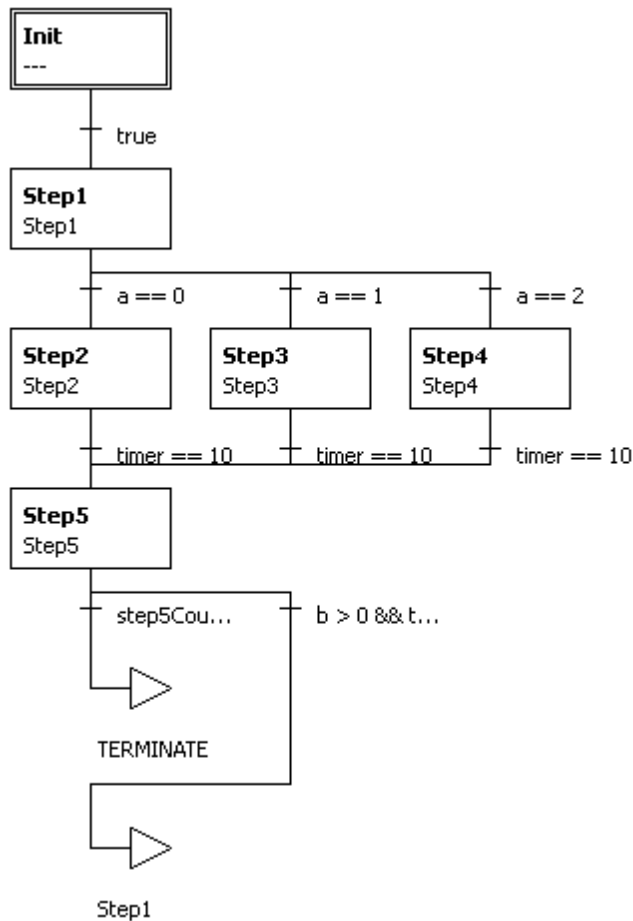 Init
---
true
Step1
Step1
a == 0
a == 1
a == 2
Step2
Step2
Step3
Step3
Step4
Step4
timer == 10
timer == 10
timer == 10
Step5
Step5
step5Cou...
b > 0 && t...
TERMINATE
Step1